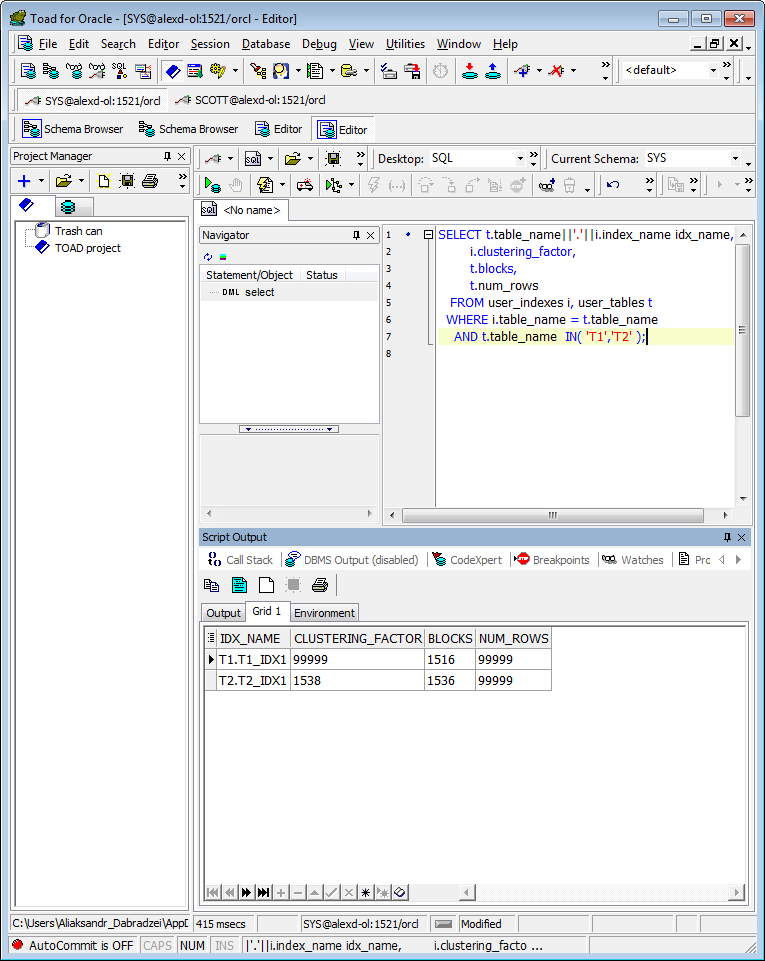 Toad for Oracle - [SYS@alexd-ol:1521/orcl - Editor]
File Edit Search Editor Session Database Debug View Utilities Window Help
SQL <default>
SYS@alexd-ol:1521/orcl SCOTT@alexd-ol:1521/orcl
Schema Browser Schema Browser Editor Editor
Project Manager
SQL Desktop: SQL Current Schema: SYS
SQL <No name>
Trash can
TOAD project
Navigator
Statement/Object Status
DML select
1 SELECT t.table_name||'.'||i.index_name idx_name,
2 i.clustering_factor,
3 t.blocks,
4 t.num_rows
5 FROM user_indexes i, user_tables t
6 WHERE i.table_name = t.table_name
7 AND t.table_name IN( 'T1','T2' );
8
Script Output
Call Stack DBMS Output (disabled) CodeXpert Breakpoints Watches Prc
Output Grid 1 Environment
IDX_NAME CLUSTERING_FACTOR BLOCKS NUM_ROWS
T1.T1_IDX1 99999 1516 99999
T2.T2_IDX1 1538 1536 99999
C:\Users\Aliaksandr_Dabradzei\AppD 415 msecs SYS@alexd-ol:1521/orcl Modified
AutoCommit is OFF CAPS NUM INS |'.'||i.index_name idx_name, i.clustering_facto ...